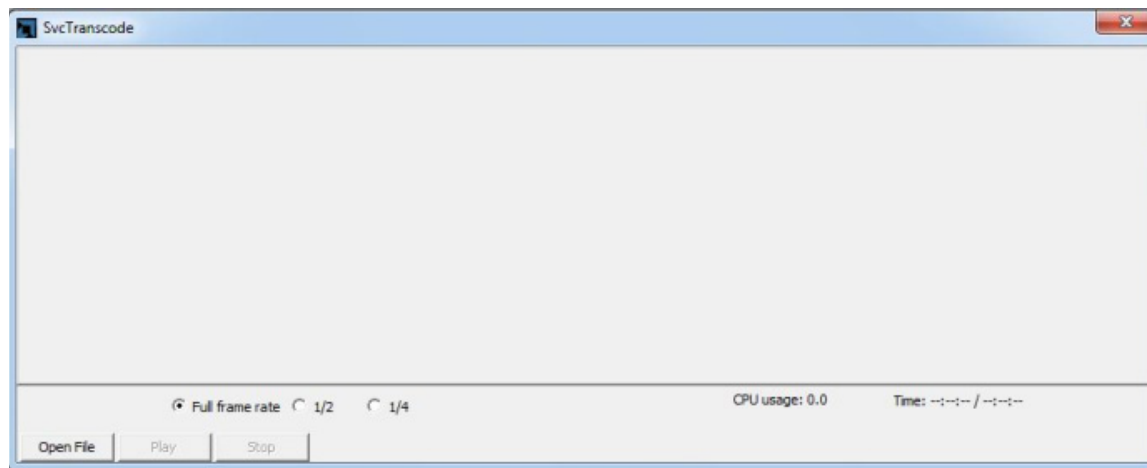 SvcTranscode
Full frame rate 1/2 1/4 CPU usage: 0.0 Time: --:--:-- / --:--:--
Open File Play Stop